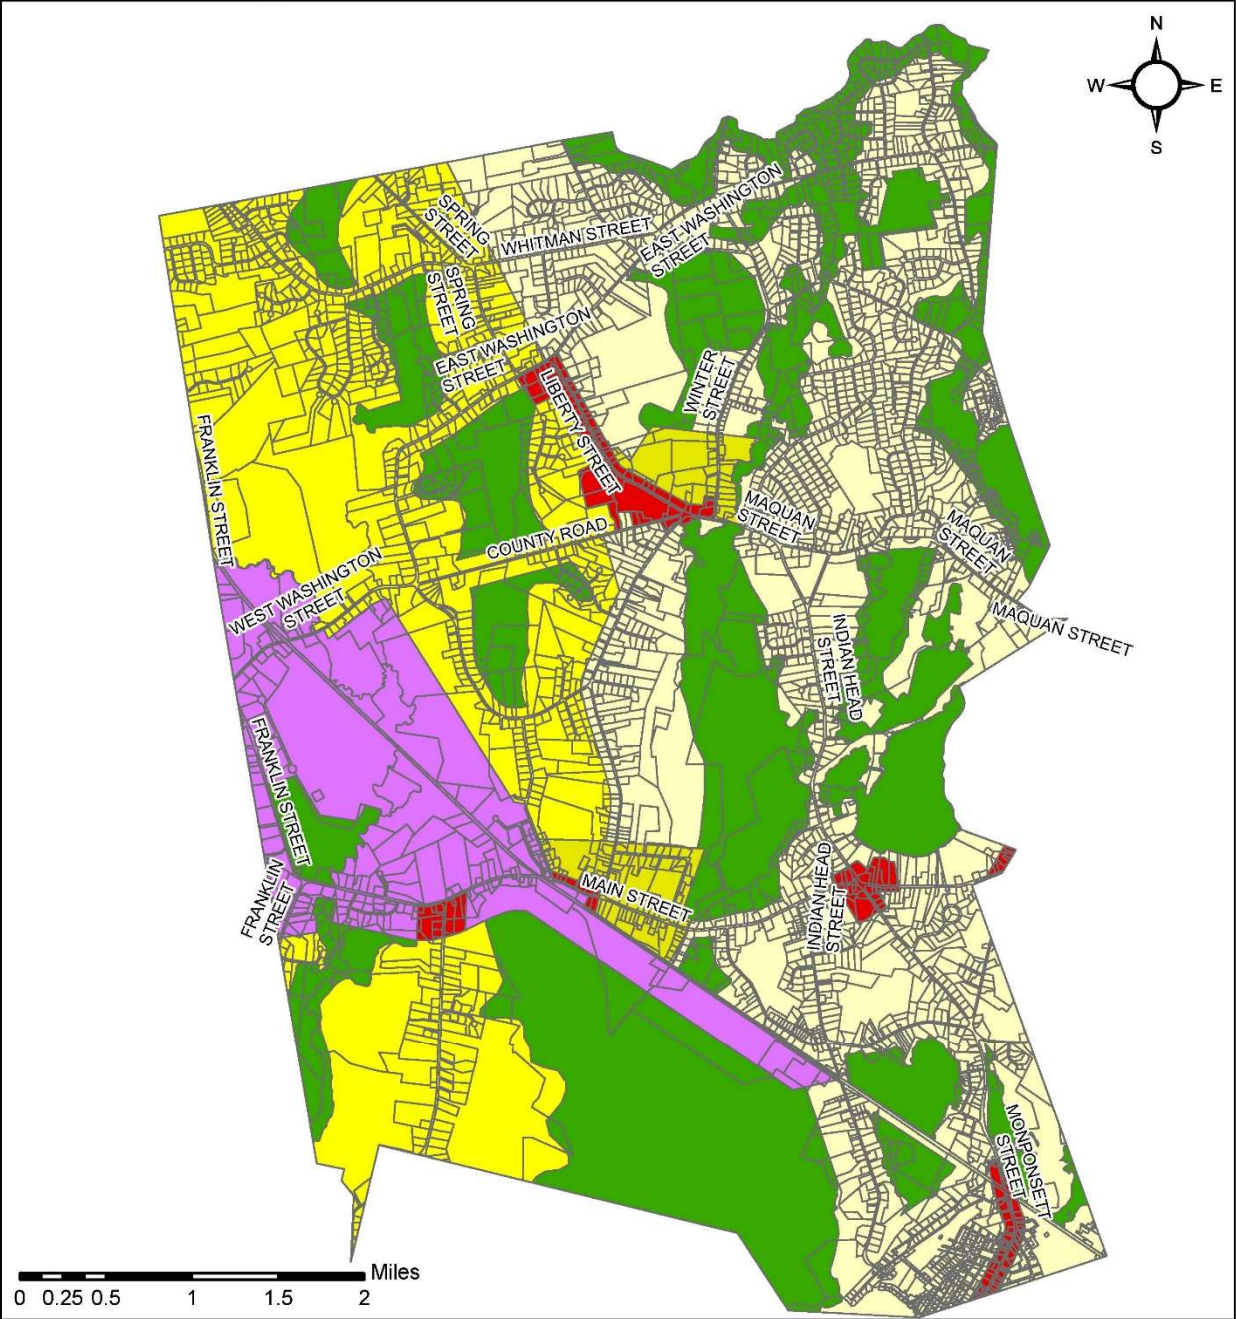 N
W
E
S
SPRING
STREET
WHITMAN STREET
EAST WASHINGTON
STREET
SPRING
STREET
EAST WASHINGTON
STREET
LIBERTY STREET
WINTER
STREET
FRANKLIN STREET
MAQUAN
STREET
MAQUAN
STREET
COUNTY ROAD
WEST WASHINGTON
STREET
MAQUAN STREET
INDIAN HEAD
STREET
FRANKLIN STREET
FRANKLIN
STREET
MAIN STREET
INDIAN HEAD
STREET
MONPONSETT
STREET
Miles
0 0.25 0.5 1 1.5 2